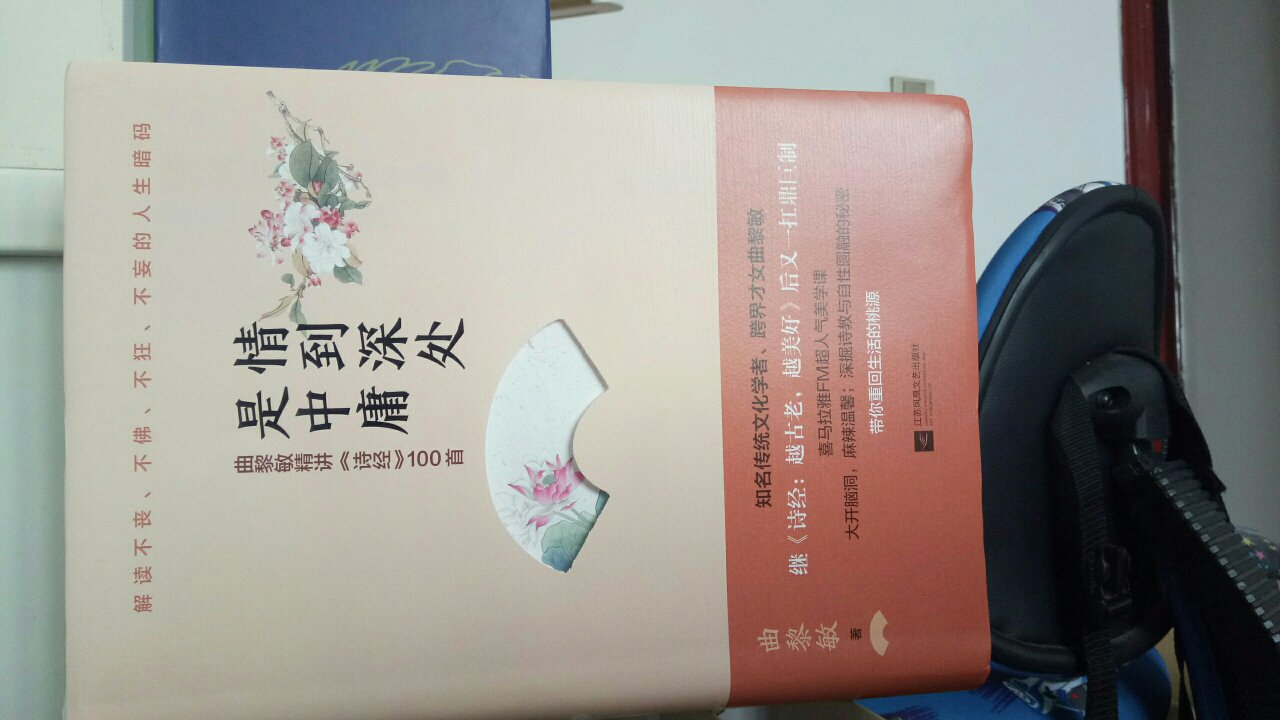 解读不丧、不佛、不狂、不妄的人生暗码
情到深处
是中庸
曲黎敏精讲《诗经》100首
知名传统文化学者、跨界才女曲黎敏
继《诗经：越古老，越美好》后又一扛鼎巨制
喜马拉雅FM超人气美学课
大开脑洞，麻辣温馨；深掘诗教与自性圆融的秘密
带你重回生活的桃源
曲黎敏 著
江苏凤凰文艺出版社